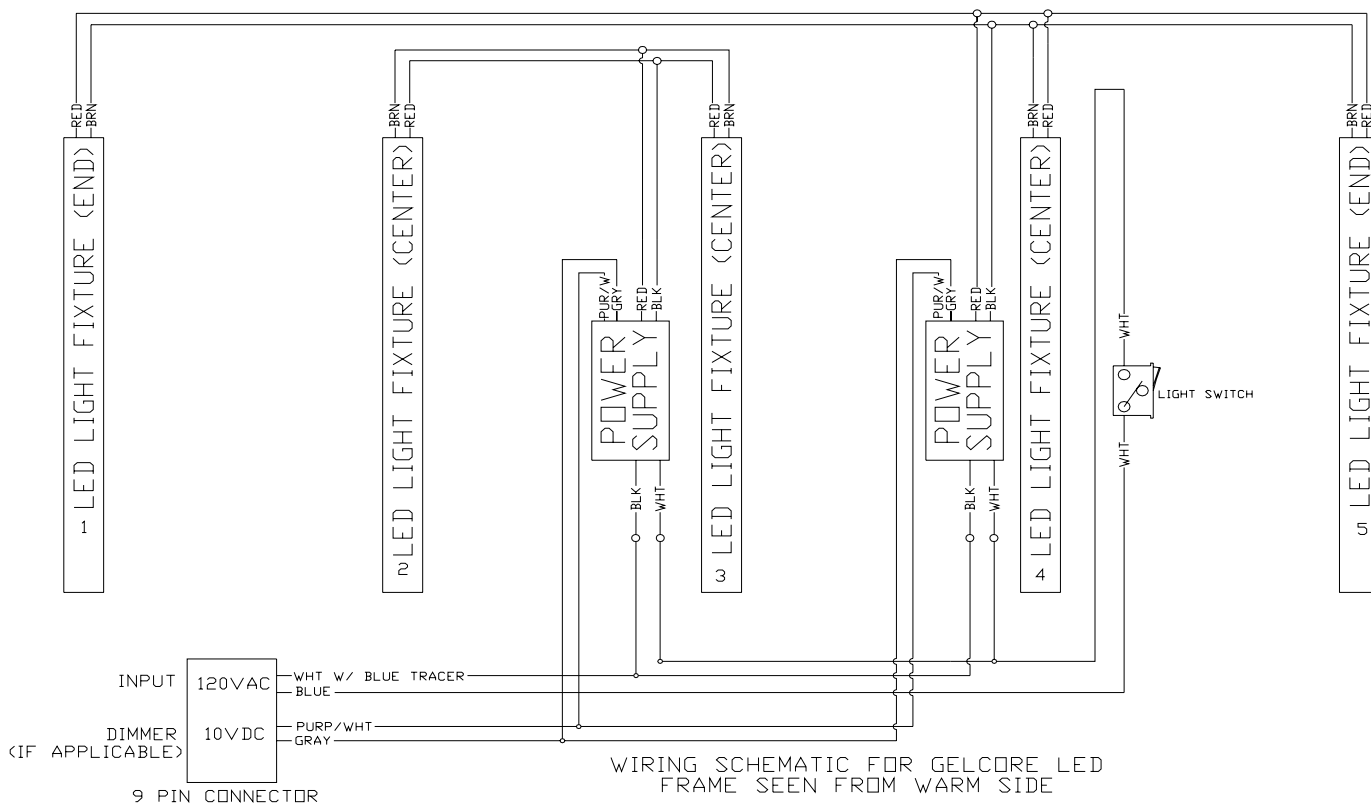 RED
BRN
BRN
RED
RED
BRN
BRN
RED
BRN
RED
LED LIGHT FIXTURE (END)
1
LED LIGHT FIXTURE (CENTER)
2
LED LIGHT FIXTURE (CENTER)
3
LED LIGHT FIXTURE (CENTER)
4
LED LIGHT FIXTURE (END)
5
PUR/W
GRY
RED
BLK
POWER
SUPPLY
BLK
WHT
PUR/W
GRY
RED
BLK
POWER
SUPPLY
BLK
WHT
WHT
LIGHT SWITCH
WHT
INPUT
120VAC
WHT W/ BLUE TRACER
BLUE
DIMMER
(IF APPLICABLE)
10VDC
PURP/WHT
GRAY
9 PIN CONNECTOR
WIRING SCHEMATIC FOR GELCORE LED
FRAME SEEN FROM WARM SIDE